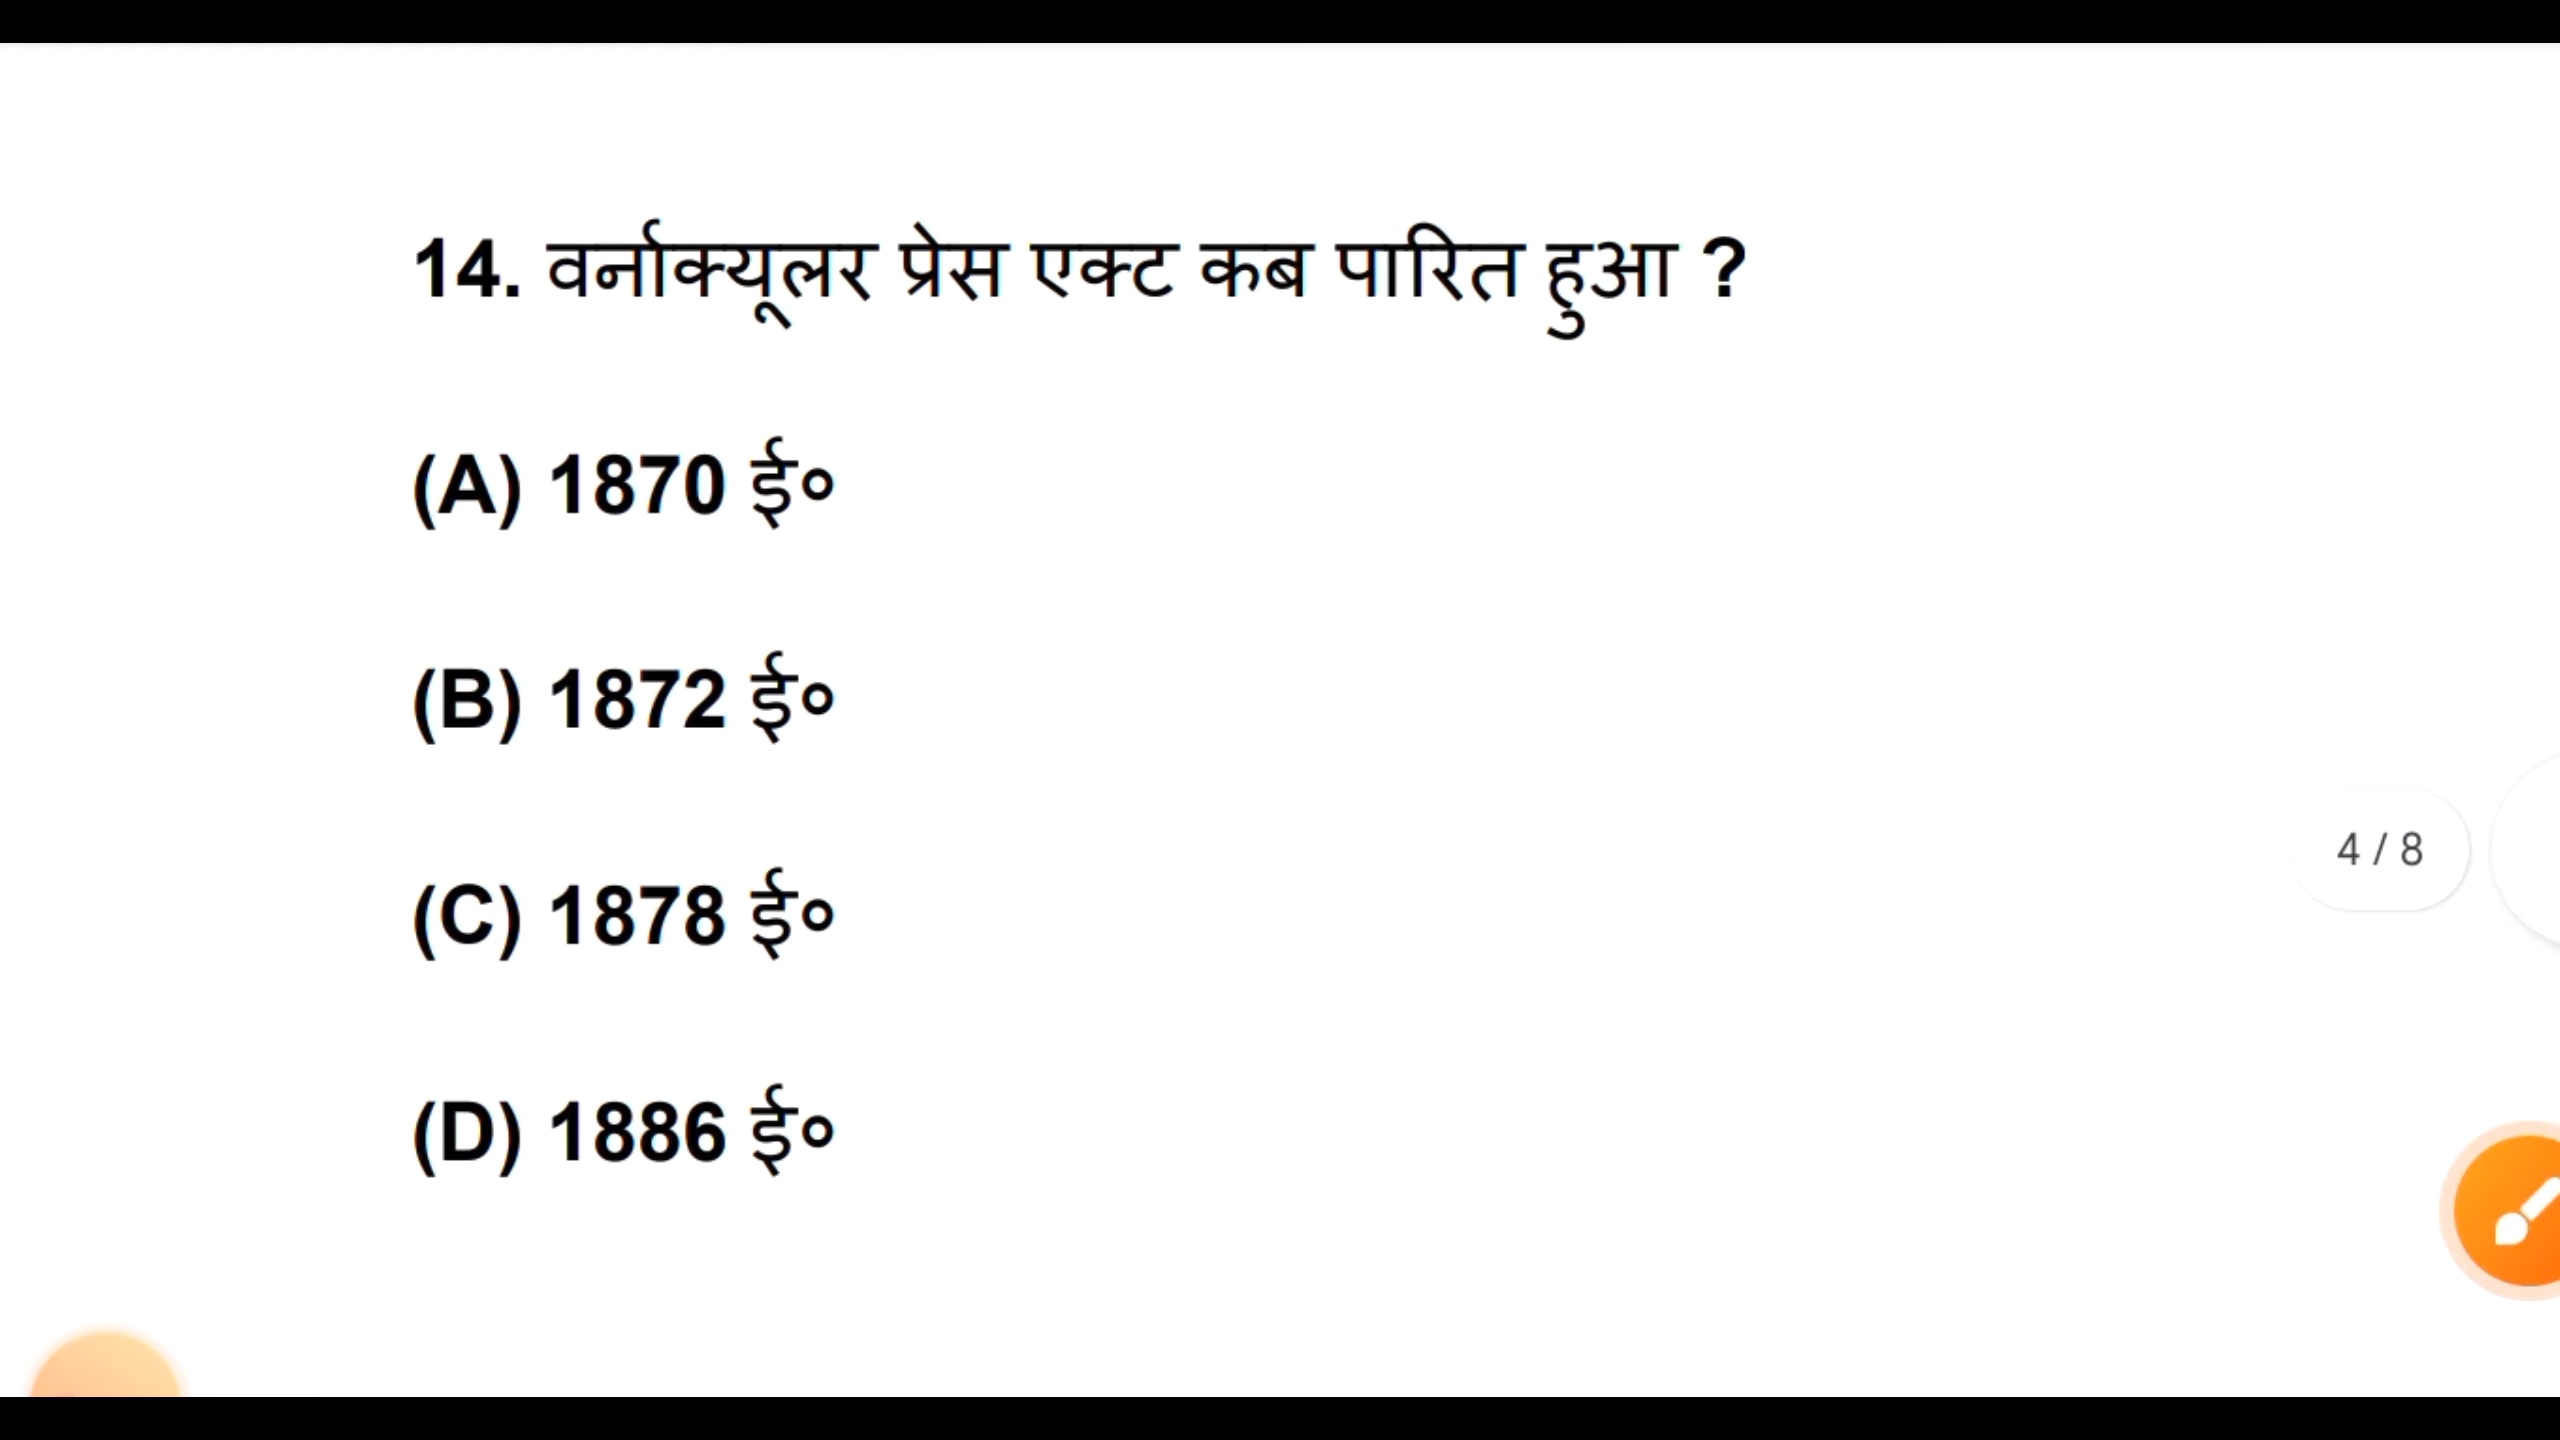 14. वर्नाक्यूलर प्रेस एक्ट कब पारित हुआ ?
(A) 1870 ई०
(B) 1872 ई०
(C) 1878 ई०
4 / 8
(D) 1886 ई०